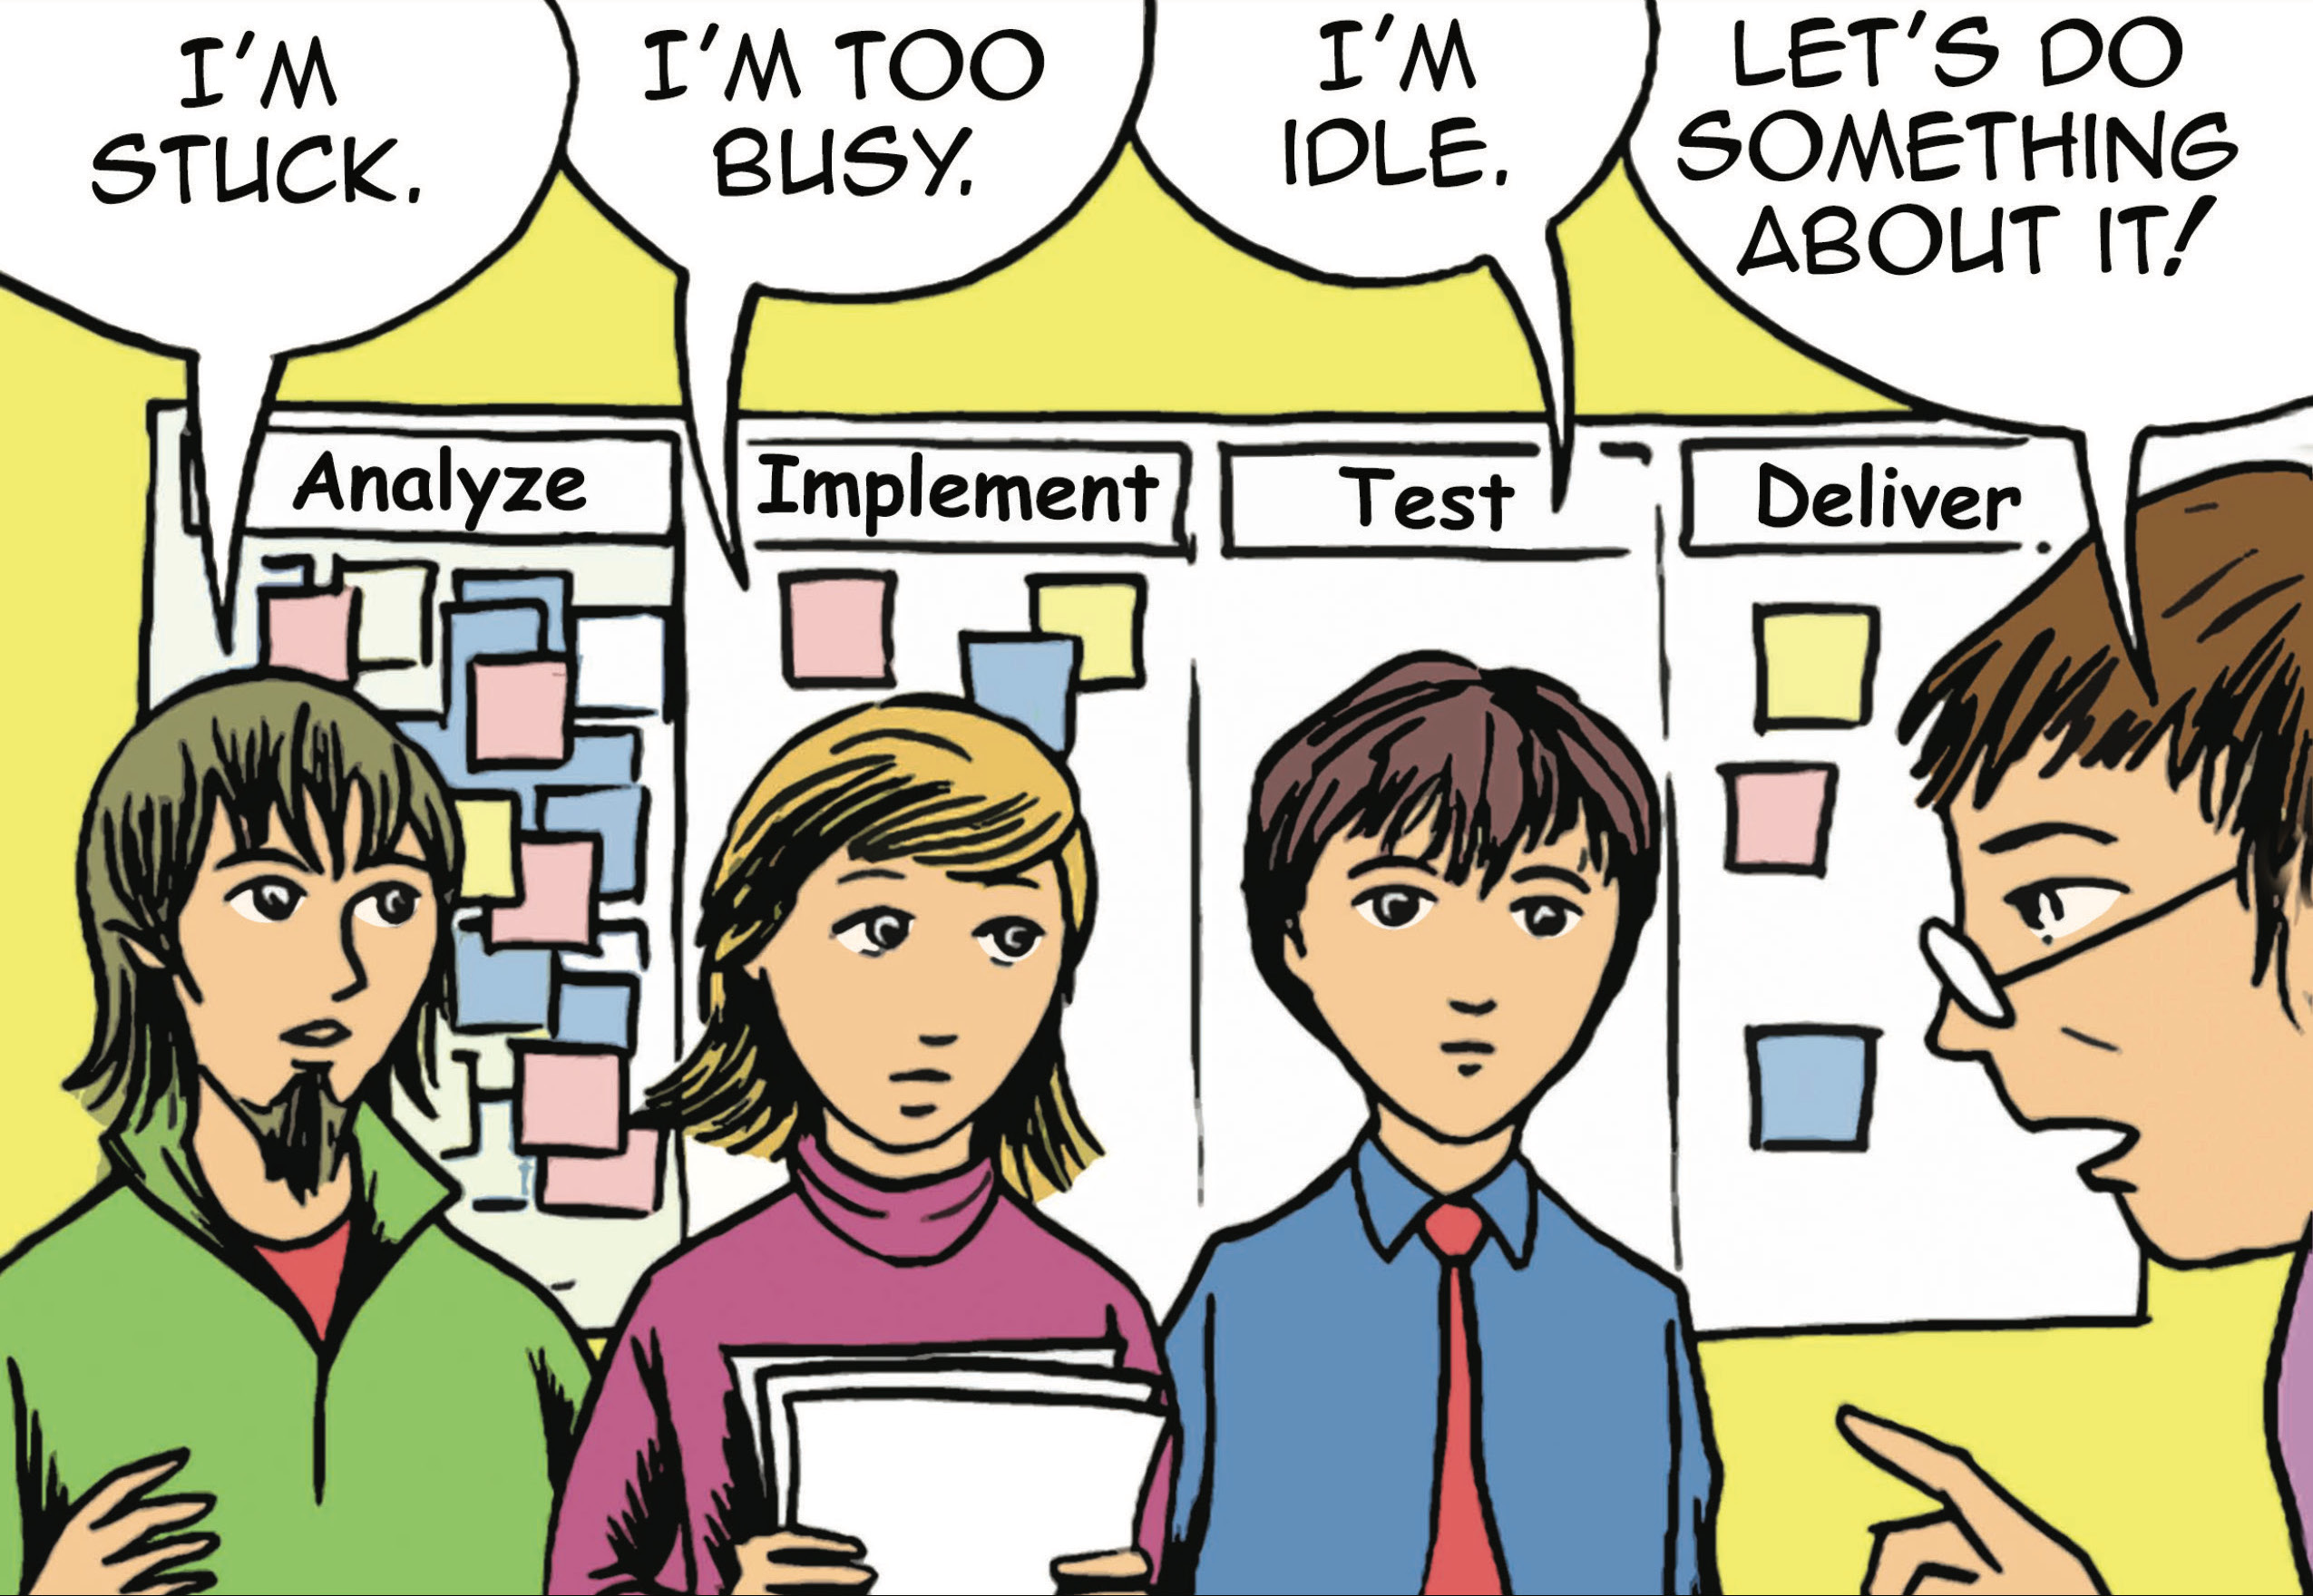 I'M
STUCK.
I'M TOO
BUSY.
I'M
IDLE.
LET'S DO
SOMETHING
ABOUT IT!
Analyze
Implement
Test
Deliver